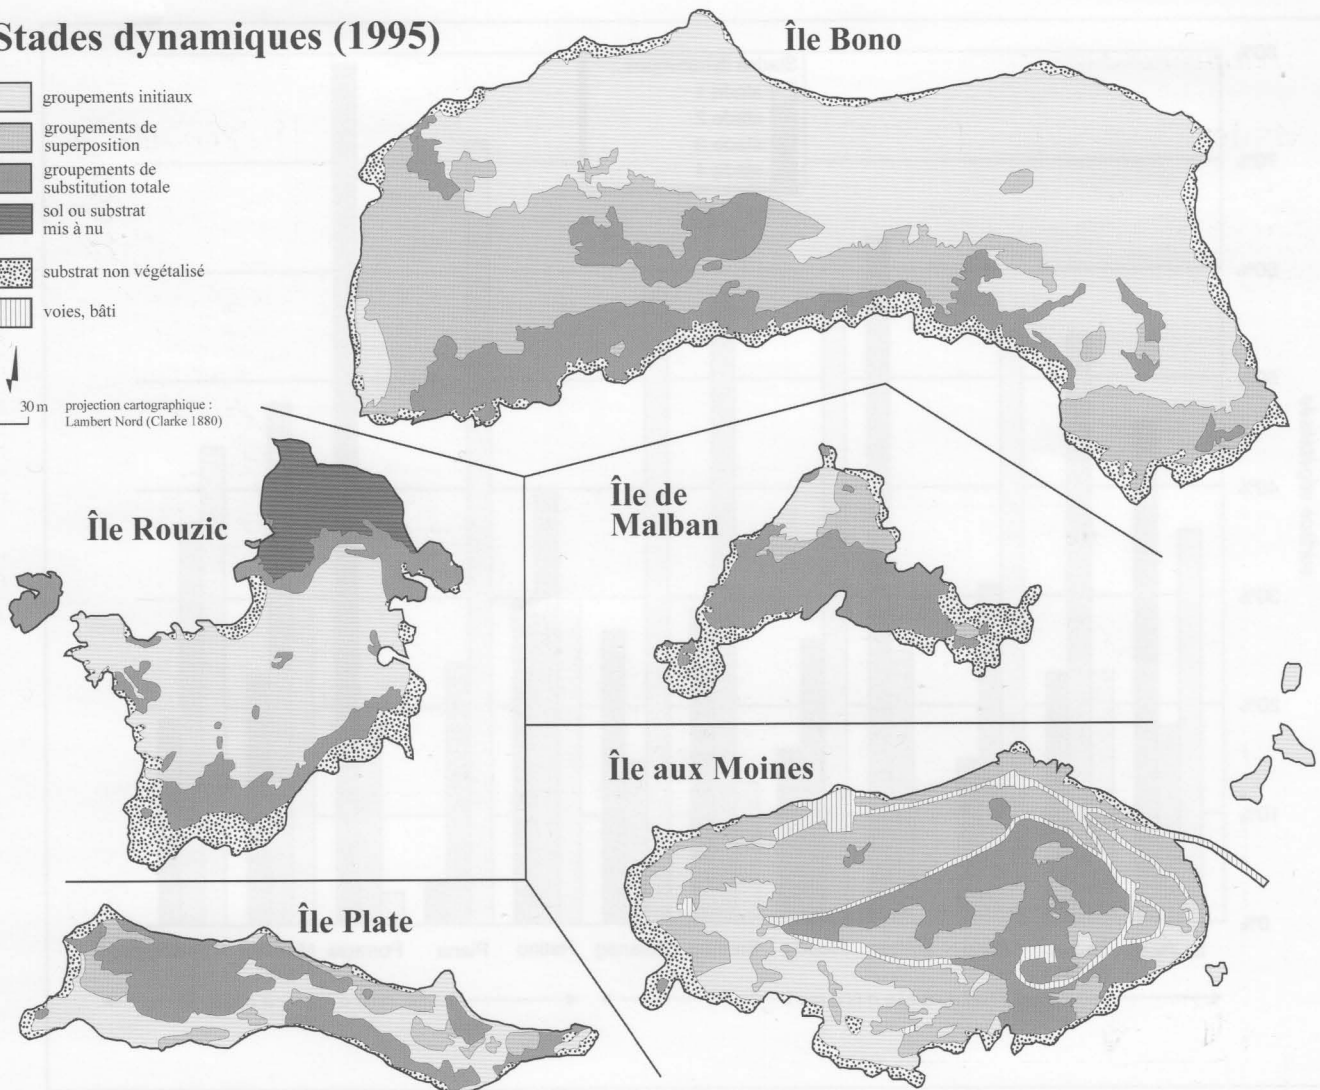 Stades dynamiques (1995)
Île Bono
groupements initiaux
groupements de
superposition
groupements de
substitution totale
sol ou substrat
mis à nu
substrat non végétalisé
voies, bâti
30 m
projection cartographique :
Lambert Nord (Clarke 1880)
Île Rouzic
Île de
Malban
Île aux Moines
Île Plate